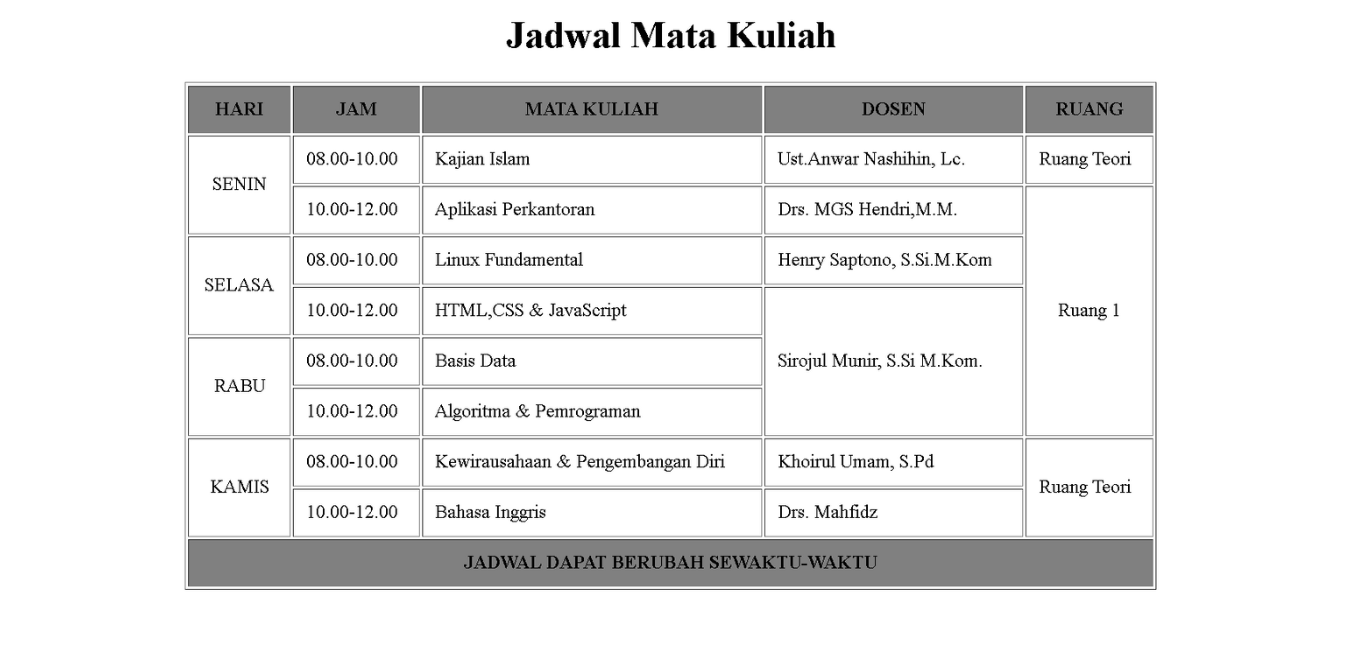 Jadwal Mata Kuliah
HARI JAM MATA KULIAH DOSEN RUANG
SENIN 08.00-10.00 Kajian Islam Ust.Anwar Nashihin, Lc. Ruang Teori
10.00-12.00 Aplikasi Perkantoran Drs. MGS Hendri,M.M. Ruang 1
SELASA 08.00-10.00 Linux Fundamental Henry Saptono, S.Si.M.Kom
10.00-12.00 HTML,CSS & JavaScript Sirojul Munir, S.Si M.Kom.
RABU 08.00-10.00 Basis Data
10.00-12.00 Algoritma & Pemrograman
KAMIS 08.00-10.00 Kewirausahaan & Pengembangan Diri Khoirul Umam, S.Pd Ruang Teori
10.00-12.00 Bahasa Inggris Drs. Mahfidz
JADWAL DAPAT BERUBAH SEWAKTU-WAKTU